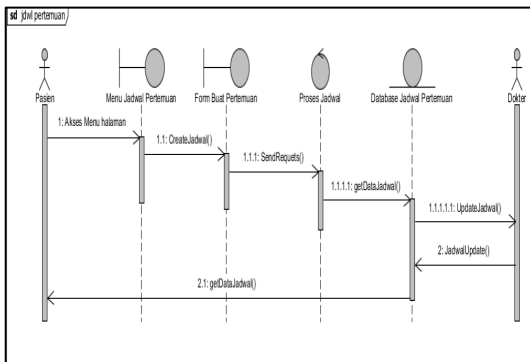 sd jdwl pertemuan
Pasien
Menu Jadwal Pertemuan
Form Buat Pertemuan
Proses Jadwal
Database Jadwal Pertemuan
Dokter
1: Akses Menu halaman
1.1: CreateJadwal()
1.1.1: SendRequets()
1.1.1.1: getDataJadwal()
1.1.1.1.1: UpdateJadwal()
2: JadwalUpdate()
2.1: getDataJadwal()